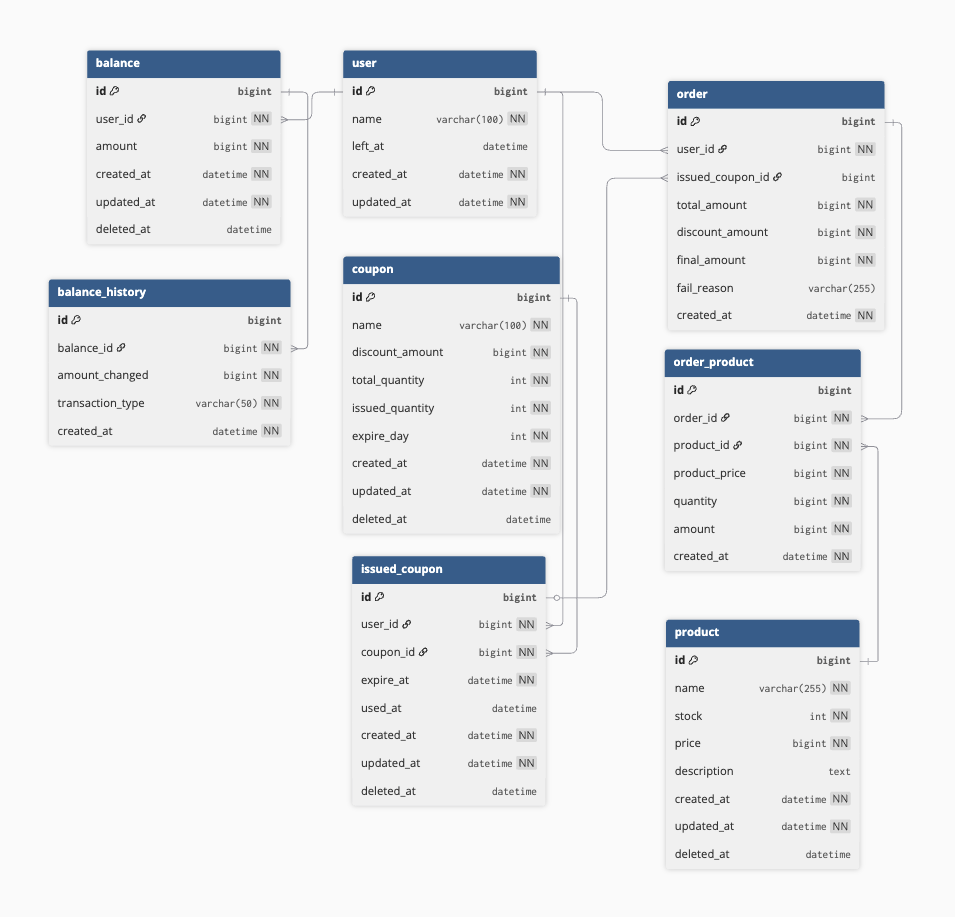 balance
id bigint
user_id bigint NN
amount bigint NN
created_at datetime NN
updated_at datetime NN
deleted_at datetime
user
id bigint
name varchar(100) NN
left_at datetime
created_at datetime NN
updated_at datetime NN
order
id bigint
user_id bigint NN
issued_coupon_id bigint
total_amount bigint NN
discount_amount bigint NN
final_amount bigint NN
fail_reason varchar(255)
created_at datetime NN
balance_history
id bigint
balance_id bigint NN
amount_changed bigint NN
transaction_type varchar(50) NN
created_at datetime NN
coupon
id bigint
name varchar(100) NN
discount_amount bigint NN
total_quantity int NN
issued_quantity int NN
expire_day int NN
created_at datetime NN
updated_at datetime NN
deleted_at datetime
order_product
id bigint
order_id bigint NN
product_id bigint NN
product_price bigint NN
quantity bigint NN
amount bigint NN
created_at datetime NN
issued_coupon
id bigint
user_id bigint NN
coupon_id bigint NN
expire_at datetime NN
used_at datetime
created_at datetime NN
updated_at datetime NN
deleted_at datetime
product
id bigint
name varchar(255) NN
stock int NN
price bigint NN
description text
created_at datetime NN
updated_at datetime NN
deleted_at datetime